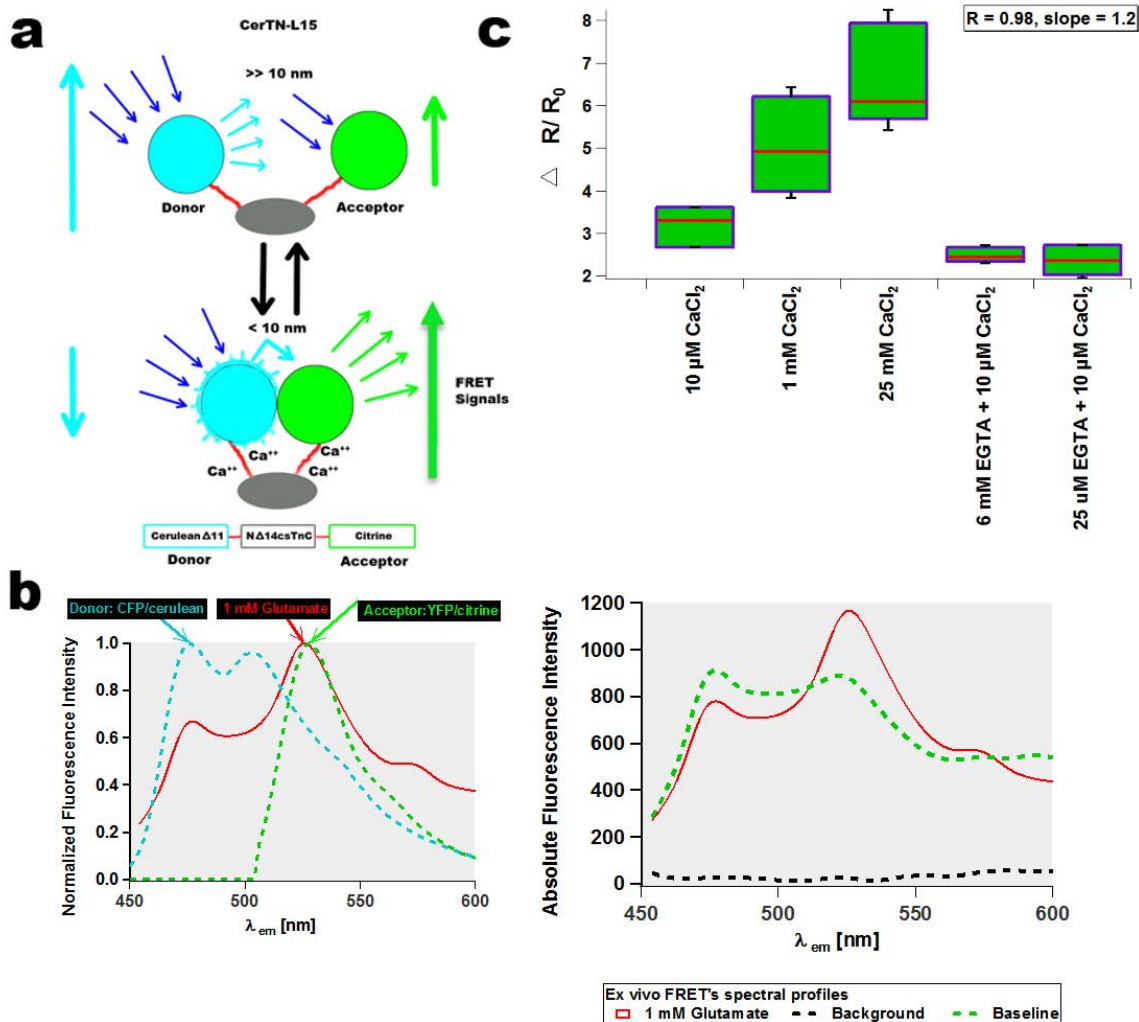 a
CerTN-L15
>> 10 nm
Donor
Acceptor
< 10 nm
FRET
Signals
Ca⁺⁺
Ca⁺⁺
Ca⁺⁺
Ca⁺⁺
Cerulean Δ11
NΔ14csTnC
Citrine
Donor
Acceptor
c
R = 0.98, slope = 1.2
△ R/ R₀
8
7
6
5
4
3
2
10 µM CaCl₂
1 mM CaCl₂
25 mM CaCl₂
6 mM EGTA + 10 µM CaCl₂
25 uM EGTA + 10 µM CaCl₂
b
Donor: CFP/cerulean
1 mM Glutamate
Acceptor:YFP/citrine
Normalized Fluorescence Intensity
1.0
0.8
0.6
0.4
0.2
0.0
450
500
550
600
λ em [nm]
Absolute Fluorescence Intensity
1200
1000
800
600
400
200
0
450
500
550
600
λ em [nm]
Ex vivo FRET's spectral profiles
1 mM Glutamate Background Baseline